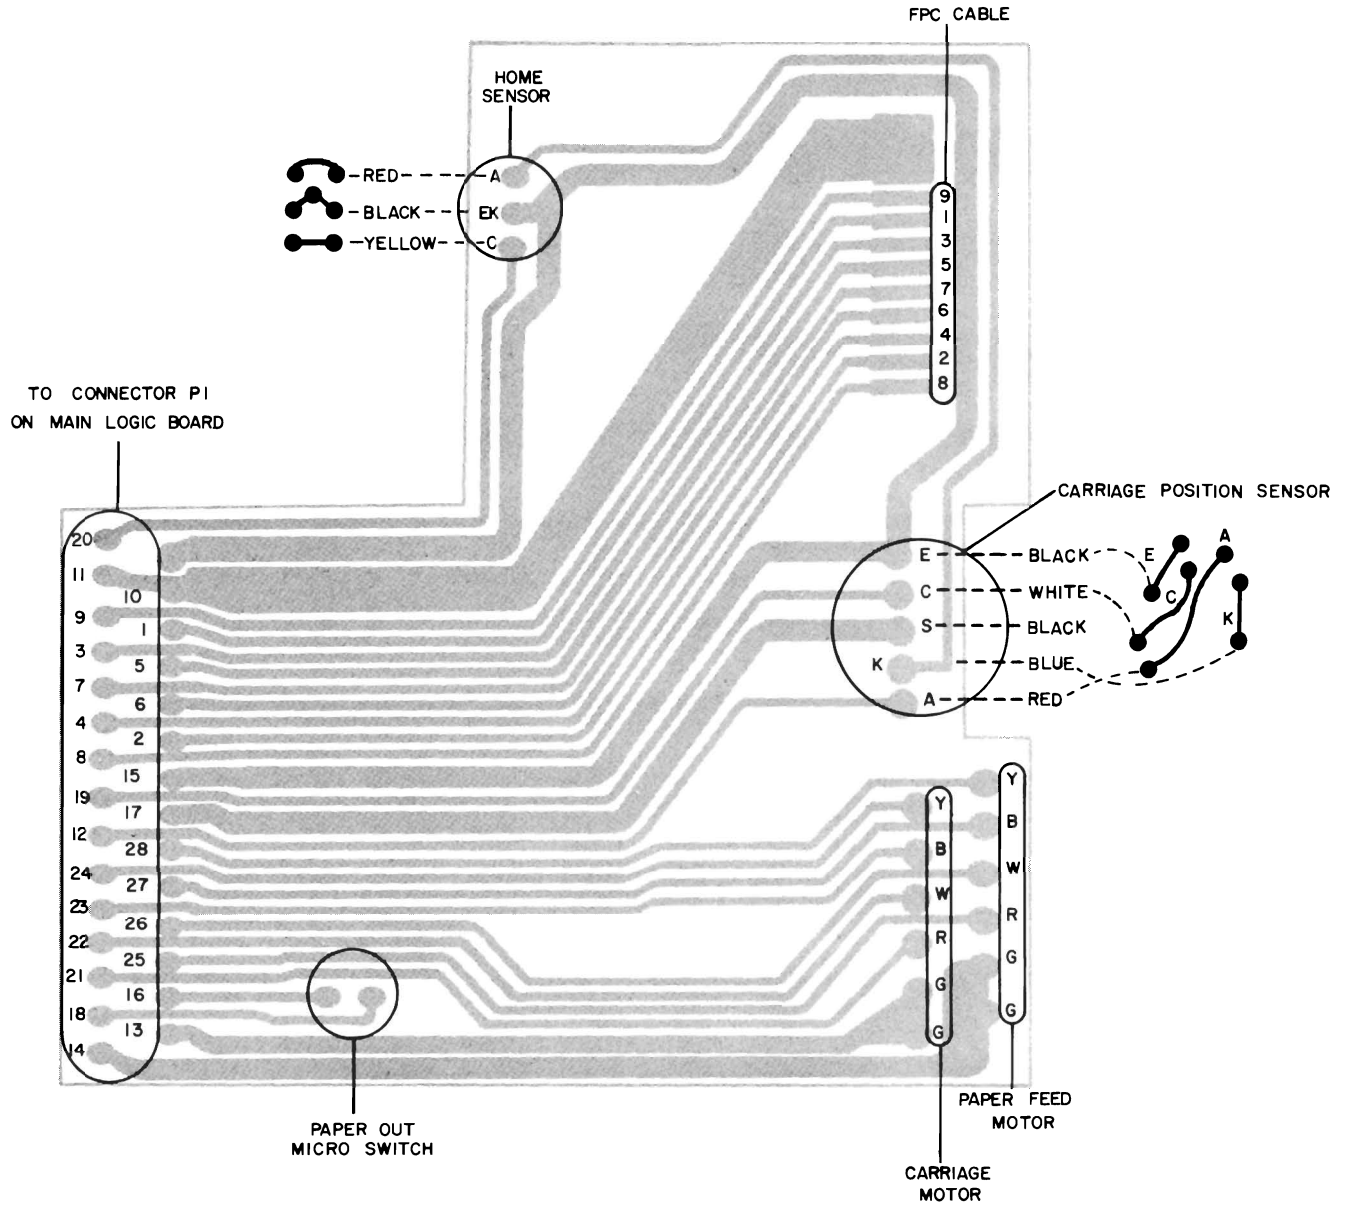 FPC CABLE
HOME
SENSOR
RED
A
BLACK
EK
YELLOW
C
9
1
3
5
7
6
4
2
8
TO CONNECTOR P1
ON MAIN LOGIC BOARD
20
11
10
9
1
3
5
7
6
4
2
8
15
19
17
12
28
24
27
23
26
22
25
21
16
18
13
14
CARRIAGE POSITION SENSOR
E
BLACK
C
WHITE
S
BLACK
K
BLUE
A
RED
E
A
C
K
Y
B
W
R
G
G
Y
B
W
R
G
G
PAPER OUT
MICRO SWITCH
PAPER FEED
MOTOR
CARRIAGE
MOTOR